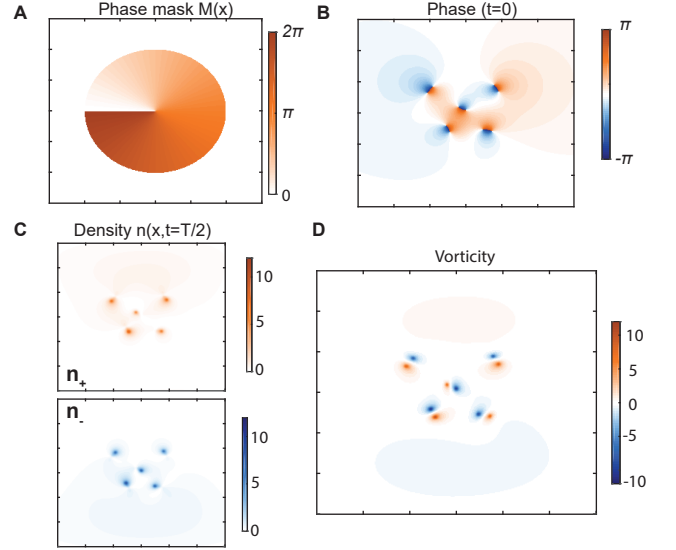 A
Phase mask M(x)
2π
π
0
B
Phase (t=0)
π
-π
C
Density n(x,t=T/2)
10
5
0
n+
n-
10
5
0
D
Vorticity
10
5
0
-5
-10